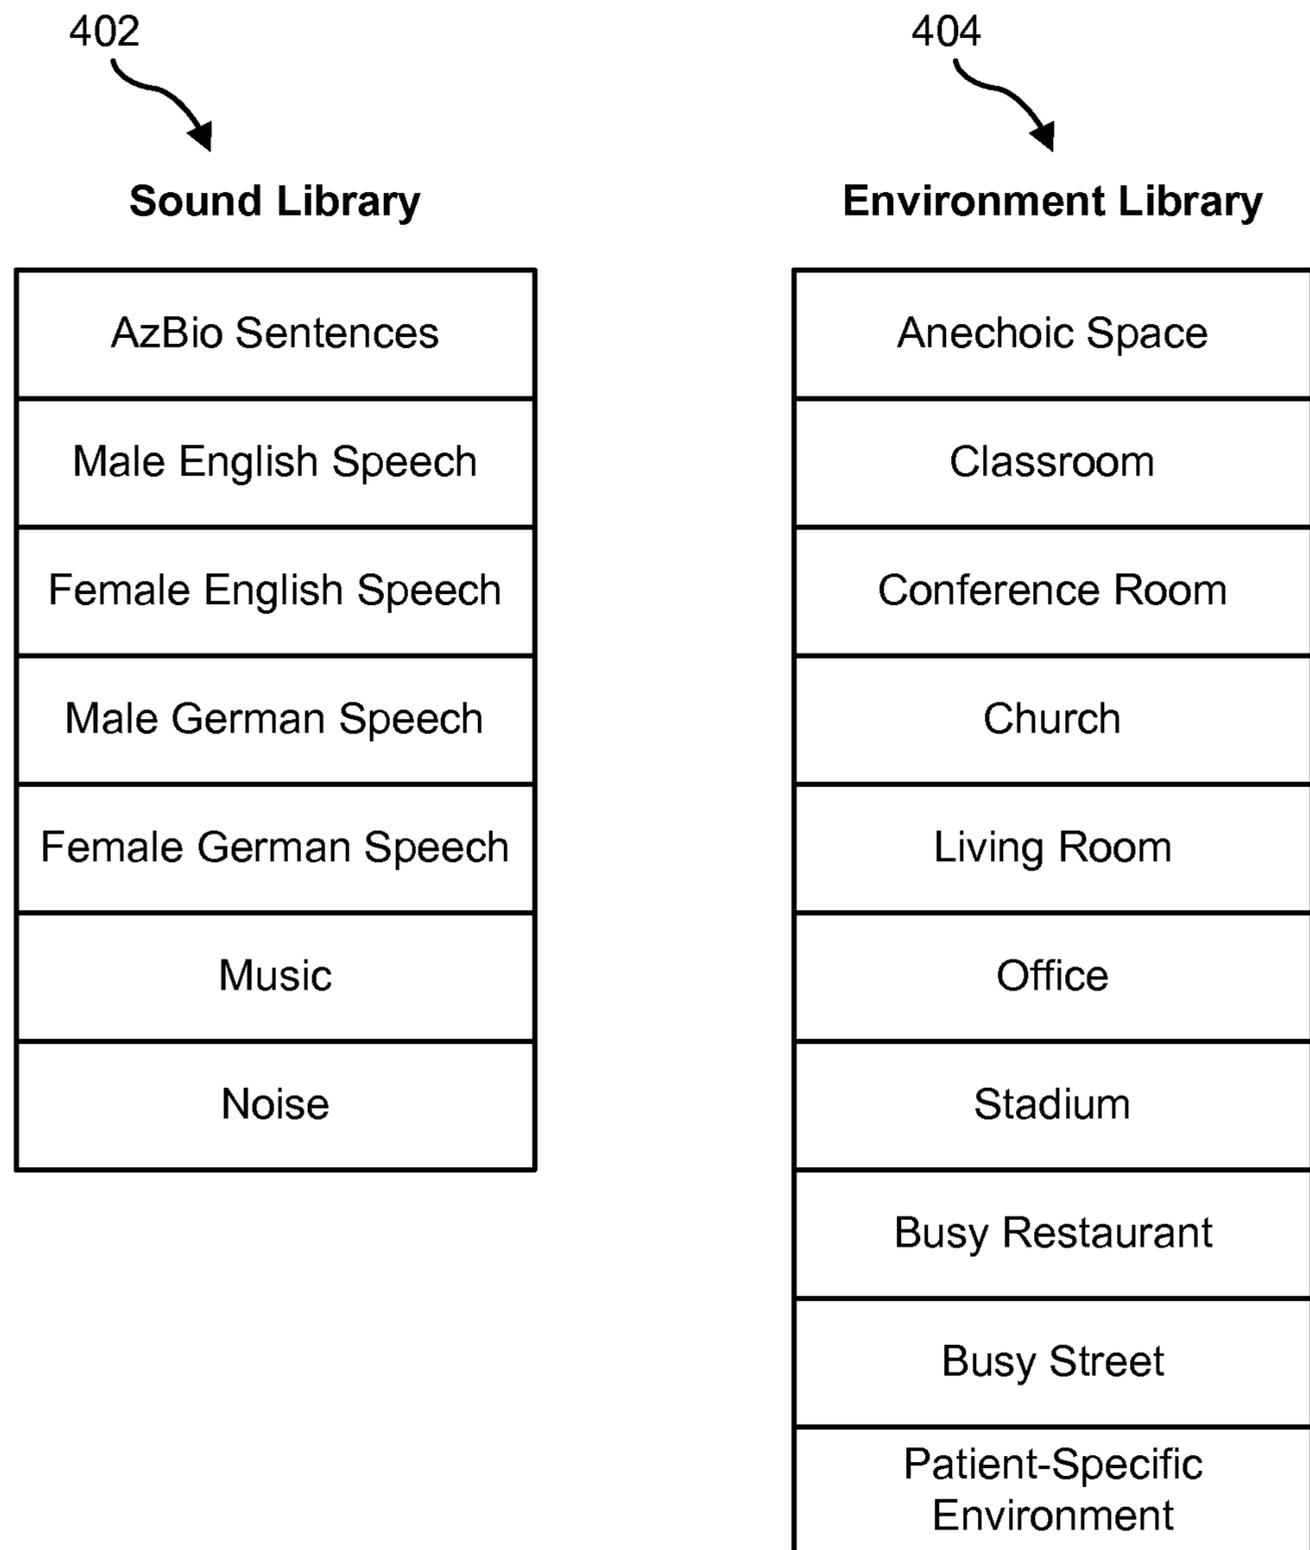 402
Sound Library
AzBio Sentences
Male English Speech
Female English Speech
Male German Speech
Female German Speech
Music
Noise
404
Environment Library
Anechoic Space
Classroom
Conference Room
Church
Living Room
Office
Stadium
Busy Restaurant
Busy Street
Patient-Specific
Environment